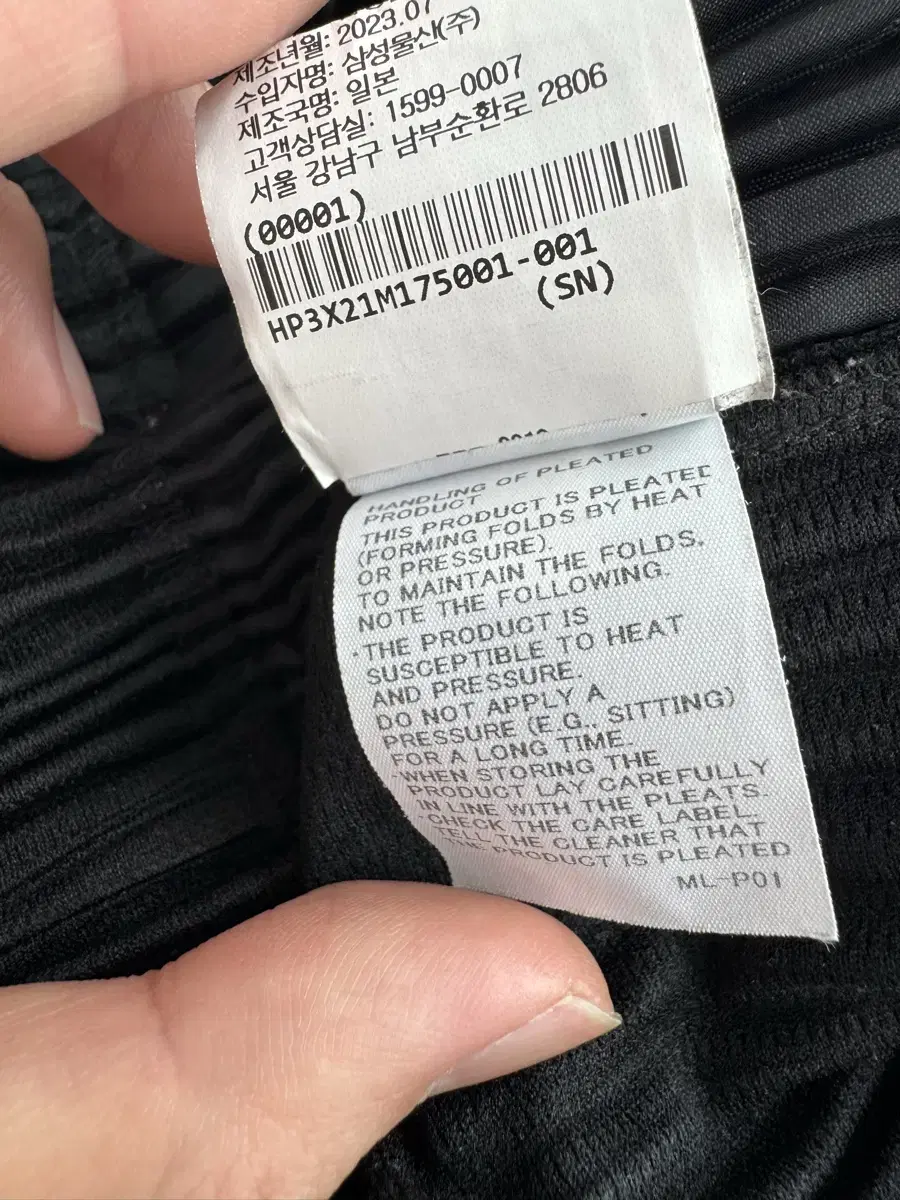 제조년월: 2023.07
수입자명: 삼성물산(주)
제조국명: 일본
고객상담실: 1599-0007
서울 강남구 남부순환로 2806
(00001)
HP3X21M175001-001
(SN)
HANDLING OF PLEATED
PRODUCT
THIS PRODUCT IS PLEATED
(FORMING FOLDS BY HEAT
OR PRESSURE).
TO MAINTAIN THE FOLDS,
NOTE THE FOLLOWING.
·THE PRODUCT IS
SUSCEPTIBLE TO HEAT
AND PRESSURE.
DO NOT APPLY A
PRESSURE (E.G., SITTING)
FOR A LONG TIME.
·WHEN STORING THE
PRODUCT LAY CAREFULLY
IN LINE WITH THE PLEATS.
·CHECK THE CARE LABEL.
TELL THE CLEANER THAT
THE PRODUCT IS PLEATED
ML-P01